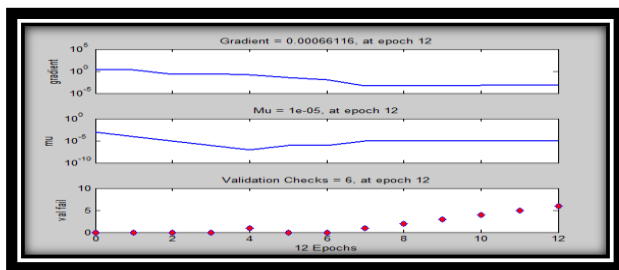 Gradient = 0.00066116, at epoch 12
10^5
10^0
10^-5
gradient
Mu = 1e-05, at epoch 12
10^0
10^-5
10^-10
mu
Validation Checks = 6, at epoch 12
10
5
0
val fail
0 2 4 6 8 10 12
12 Epochs